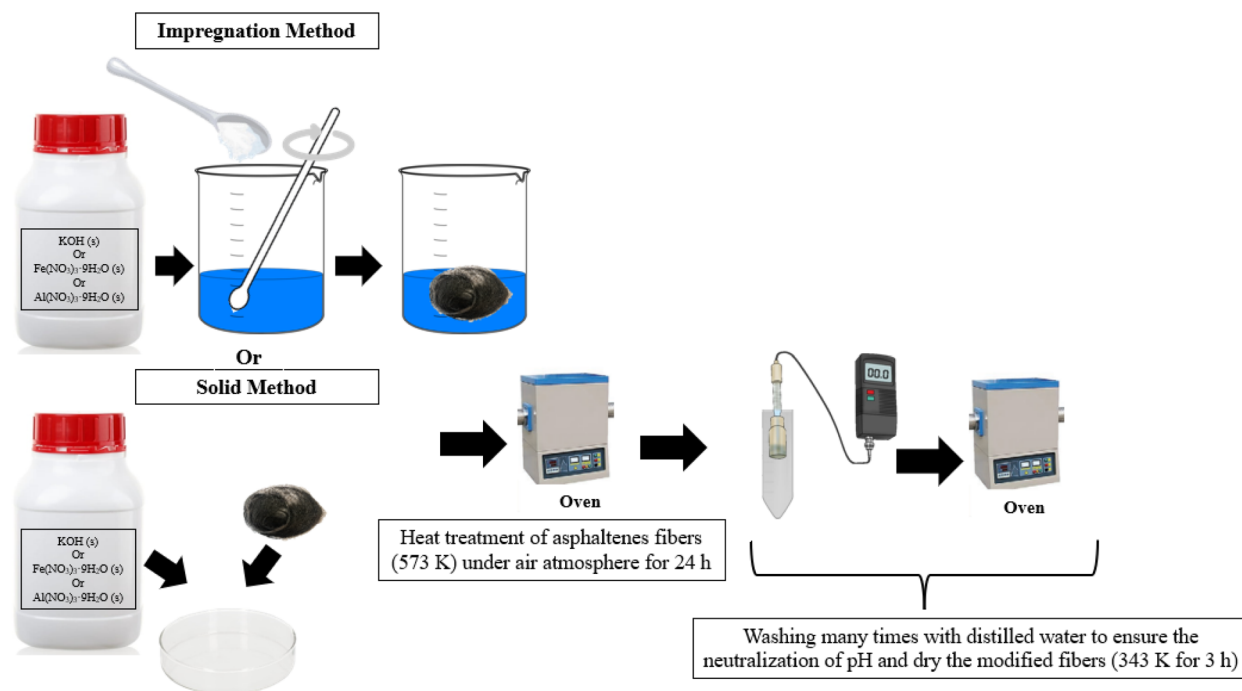 Impregnation Method
KOH (s)
Or
Fe(NO₃)₃·9H₂O (s)
Or
Al(NO₃)₃·9H₂O (s)
Or
Solid Method
KOH (s)
Or
Fe(NO₃)₃·9H₂O (s)
Or
Al(NO₃)₃·9H₂O (s)
Oven
Heat treatment of asphaltenes fibers
(573 K) under air atmosphere for 24 h
00.0
Oven
Washing many times with distilled water to ensure the
neutralization of pH and dry the modified fibers (343 K for 3 h)